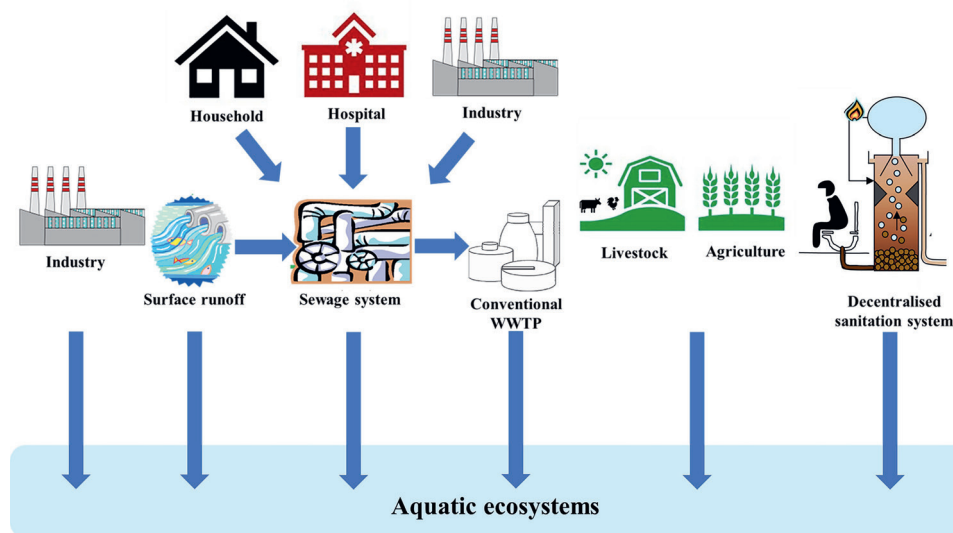 Household
Hospital
Industry
Industry
Surface runoff
Sewage system
Conventional
WWTP
Livestock
Agriculture
Decentralised
sanitation system
Aquatic ecosystems